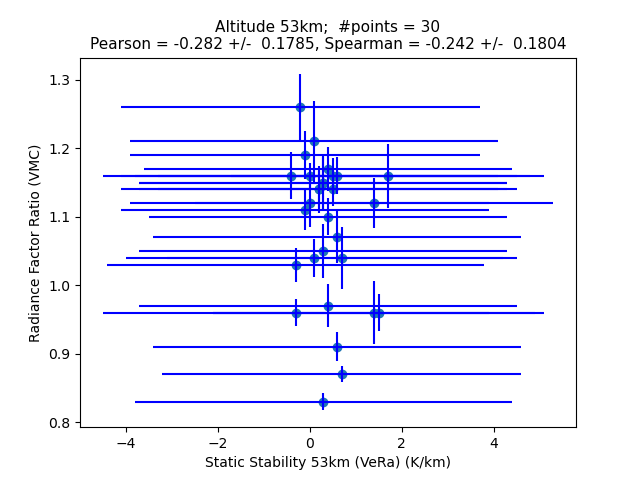 Altitude 53km;  #points = 30
Pearson = -0.282 +/-  0.1785, Spearman = -0.242 +/-  0.1804
1.3
1.2
1.1
1.0
0.9
0.8
Radiance Factor Ratio (VMC)
−4
−2
0
2
4
Static Stability 53km (VeRa) (K/km)